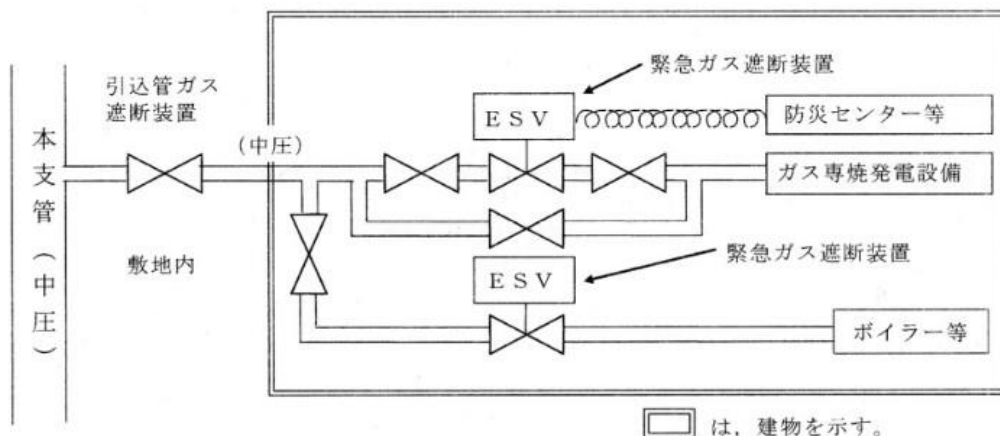 緊急ガス遮断装置
引込管ガス
遮断装置
ESV
防災センター等
(中圧)
ガス専焼発電設備
本支管(中圧)
敷地内
緊急ガス遮断装置
ESV
ボイラー等
は,建物を示す。